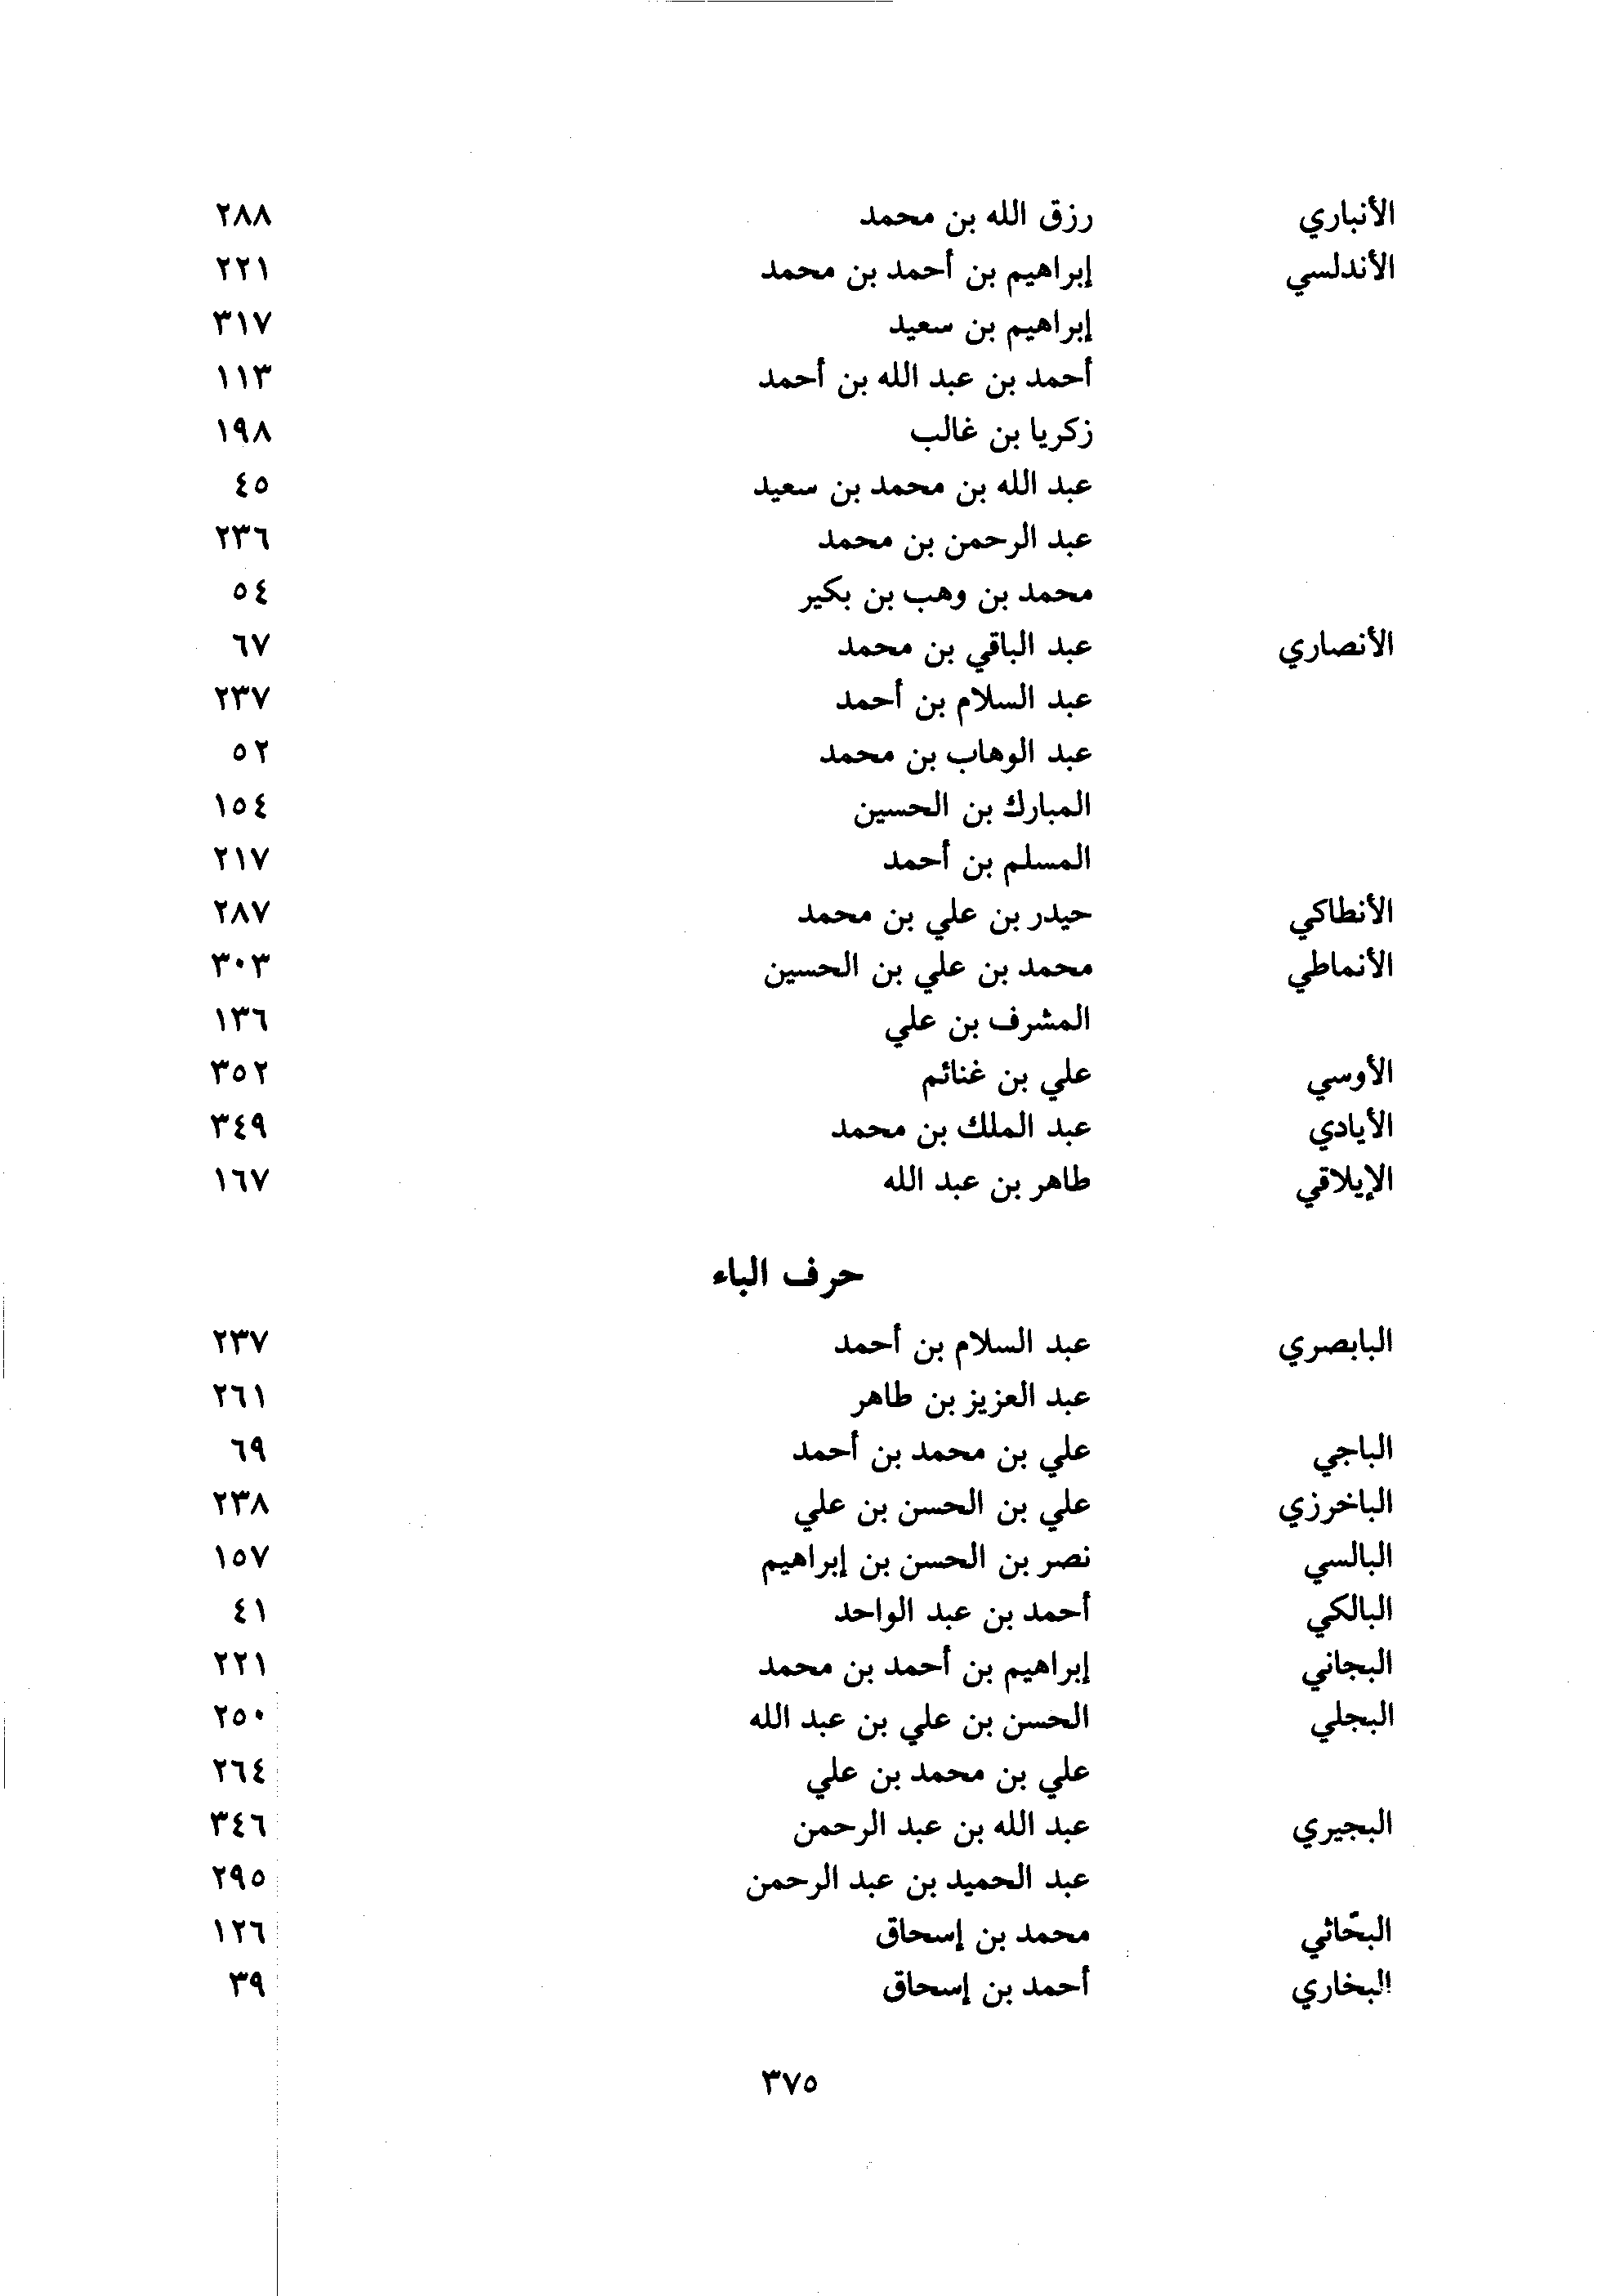 الأنباري رزق الله بن محمد ٢٨٨
الأندلسي إبراهيم بن أحمد بن محمد ٢٢١
إبراهيم بن سعيد ٣١٧
أحمد بن عبد الله بن أحمد ١١٣
زكريا بن غالب ١٩٨
عبد الله بن محمد بن سعيد ٤٥
عبد الرحمن بن محمد ٢٣٦
محمد بن وهب بن بكير ٥٤
الأنصاري عبد الباقي بن محمد ٦٧
عبد السلام بن أحمد ٢٣٧
عبد الوهاب بن محمد ٥٢
المبارك بن الحسين ١٥٤
المسلم بن أحمد ٢١٧
الأنطاكي حيدر بن علي بن محمد ٢٨٧
الأنماطي محمد بن علي بن الحسين ٣٠٣
المشرف بن علي ١٣٦
الأوسي علي بن غنائم ٣٥٢
الأيادي عبد الملك بن محمد ٣٤٩
الإيلاقي طاهر بن عبد الله ١٦٧
حرف الباء
البابصري عبد السلام بن أحمد ٢٣٧
عبد العزيز بن طاهر ٢٦١
الباجي علي بن محمد بن أحمد ٦٩
الباخرزي علي بن الحسن بن علي ٢٣٨
البالسي نصر بن الحسن بن إبراهيم ١٥٧
البالكي أحمد بن عبد الواحد ٤١
البجاني إبراهيم بن أحمد بن محمد ٢٢١
البجلي الحسن بن علي بن عبد الله ٢٥٠
علي بن محمد بن علي ٢٦٤
البجيري عبد الله بن عبد الرحمن ٣٤٦
عبد الحميد بن عبد الرحمن ٢٩٥
البحّاثي محمد بن إسحاق ١٢٦
البخاري أحمد بن إسحاق ٣٩
٣٧٥